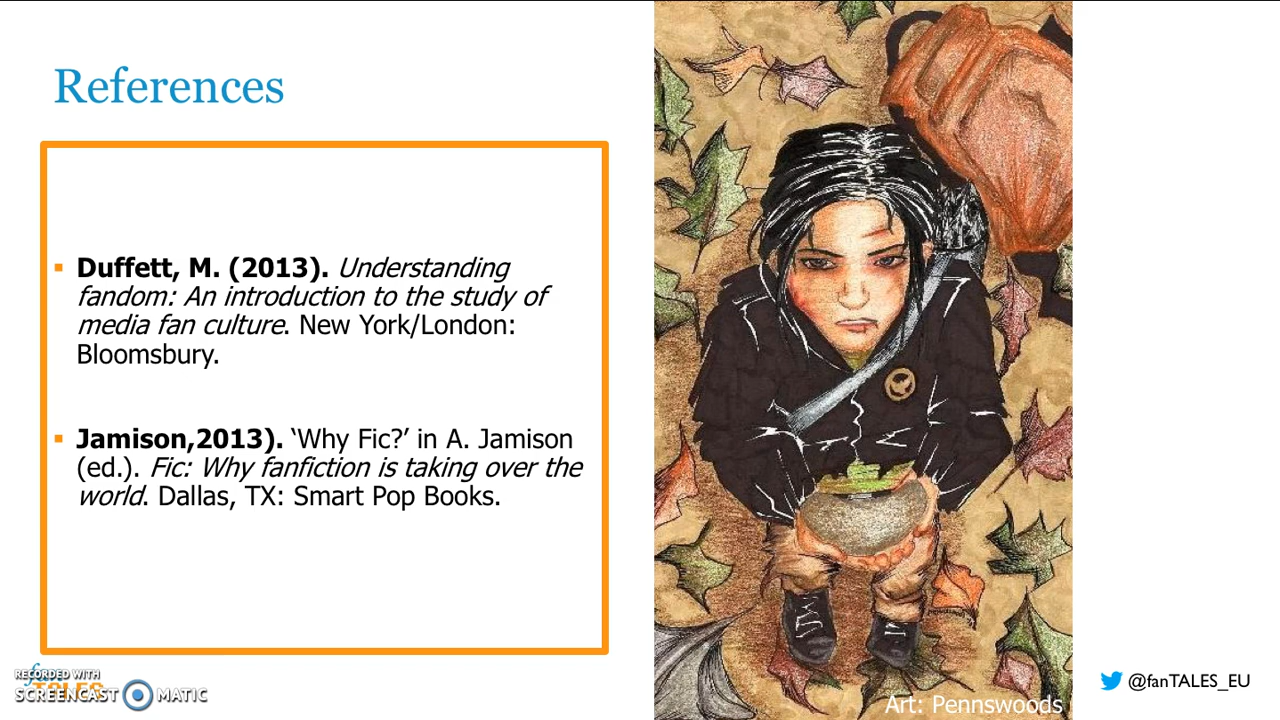 References
▪ Duffett, M. (2013). Understanding
fandom: An introduction to the study of
media fan culture. New York/London:
Bloomsbury.
▪ Jamison,2013). ‘Why Fic?’ in A. Jamison
(ed.). Fic: Why fanfiction is taking over the
world. Dallas, TX: Smart Pop Books.
RECORDED WITH
SCREENCAST MATIC
Art: Pennswoods
@fanTALES_EU